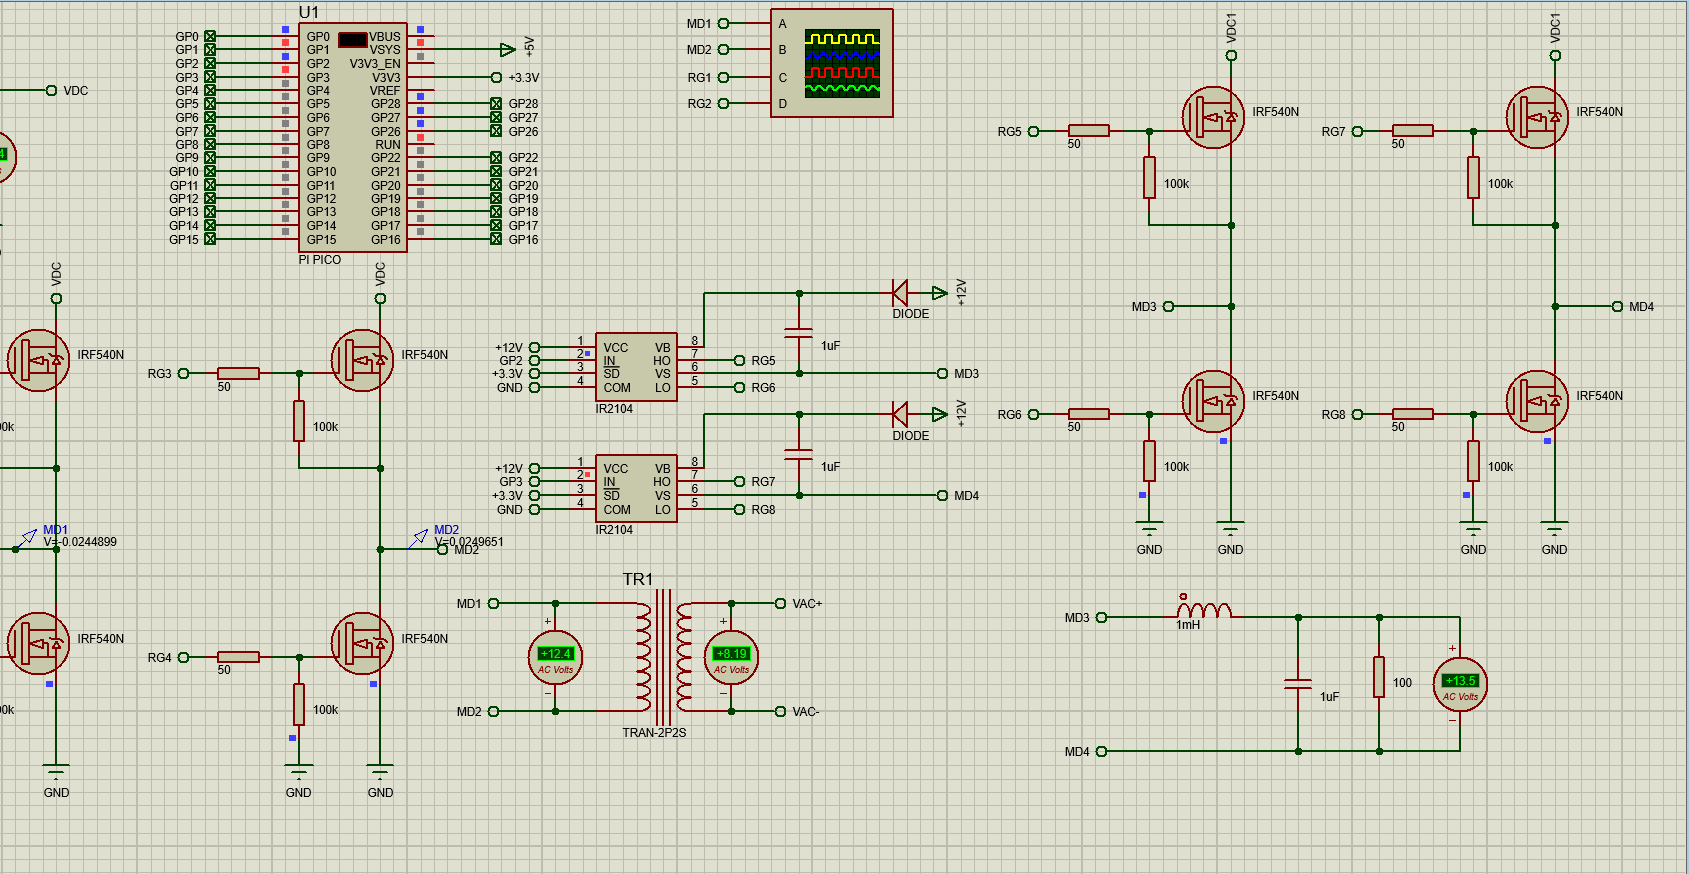 U1
GP0 GP0 VBUS
GP1 GP1 VSYS +5V
GP2 GP2 V3V3_EN
GP3 GP3 V3V3 +3.3V
GP4 GP4 VREF
GP5 GP5 GP28 GP28
GP6 GP6 GP27 GP27
GP7 GP7 GP26 GP26
GP8 GP8 RUN
GP9 GP9 GP22 GP22
GP10 GP10 GP21 GP21
GP11 GP11 GP20 GP20
GP12 GP12 GP19 GP19
GP13 GP13 GP18 GP18
GP14 GP14 GP17 GP17
GP15 GP15 GP16 GP16
PI PICO
VDC
MD1 A
MD2 B
RG1 C
RG2 D
VDC1
VDC1
RG5
50
IRF540N
100k
RG7
50
IRF540N
100k
MD3
MD4
RG6
50
IRF540N
100k
GND
GND
RG8
50
IRF540N
100k
GND
GND
VDC
VDC
IRF540N
0k
RG3
50
IRF540N
100k
MD1
V=-0.0244899
MD2
V=0.0249651
MD2
IRF540N
0k
GND
RG4
50
IRF540N
100k
GND
GND
+12V
DIODE
1uF
+12V 1 VCC VB 8
GP2 2 IN HO 7 RG5
+3.3V 3 SD VS 6 MD3
GND 4 COM LO 5 RG6
IR2104
+12V
DIODE
1uF
+12V 1 VCC VB 8
GP3 2 IN HO 7 RG7
+3.3V 3 SD VS 6 MD4
GND 4 COM LO 5 RG8
IR2104
TR1
MD1
VAC+
+
+12.4
AC Volts
+
+8.19
AC Volts
MD2
VAC-
TRAN-2P2S
MD3
1mH
1uF
100
+
+13.5
AC Volts
MD4